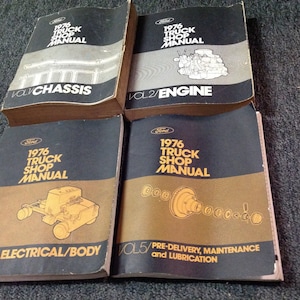 Ford
1976
TRUCK
SHOP
MANUAL
VOL 1/CHASSIS
Ford
1976
TRUCK
SHOP
MANUAL
VOL 2/ENGINE
Ford
1976
TRUCK
SHOP
MANUAL
ELECTRICAL/BODY
Ford
1976
TRUCK
SHOP
MANUAL
VOL 5/PRE-DELIVERY, MAINTENANCE
and LUBRICATION